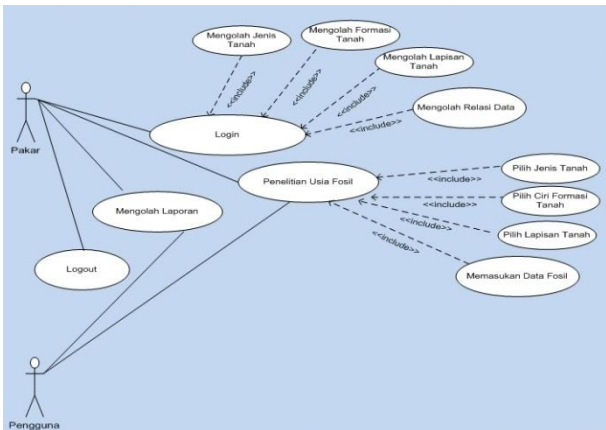 Mengolah Jenis
Tanah
Mengolah Formasi
Tanah
Mengolah Lapisan
Tanah
Mengolah Relasi Data
<<include>>
<<include>>
<<include>>
<<include>>
Login
Pakar
Penelitian Usia Fosil
Pilih Jenis Tanah
<<include>>
Pilih Ciri Formasi
Tanah
<<include>>
Pilih Lapisan Tanah
<<include>>
<<include>>
Memasukan Data Fosil
Mengolah Laporan
Logout
Pengguna